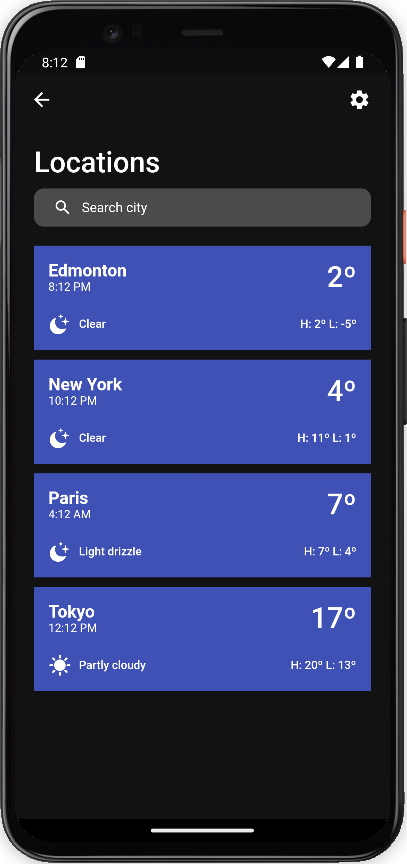 8:12
Locations
Search city
Edmonton
2º
8:12 PM
Clear
H: 2º L: -5º
New York
4º
10:12 PM
Clear
H: 11º L: 1º
Paris
7º
4:12 AM
Light drizzle
H: 7º L: 4º
Tokyo
17º
12:12 PM
Partly cloudy
H: 20º L: 13º